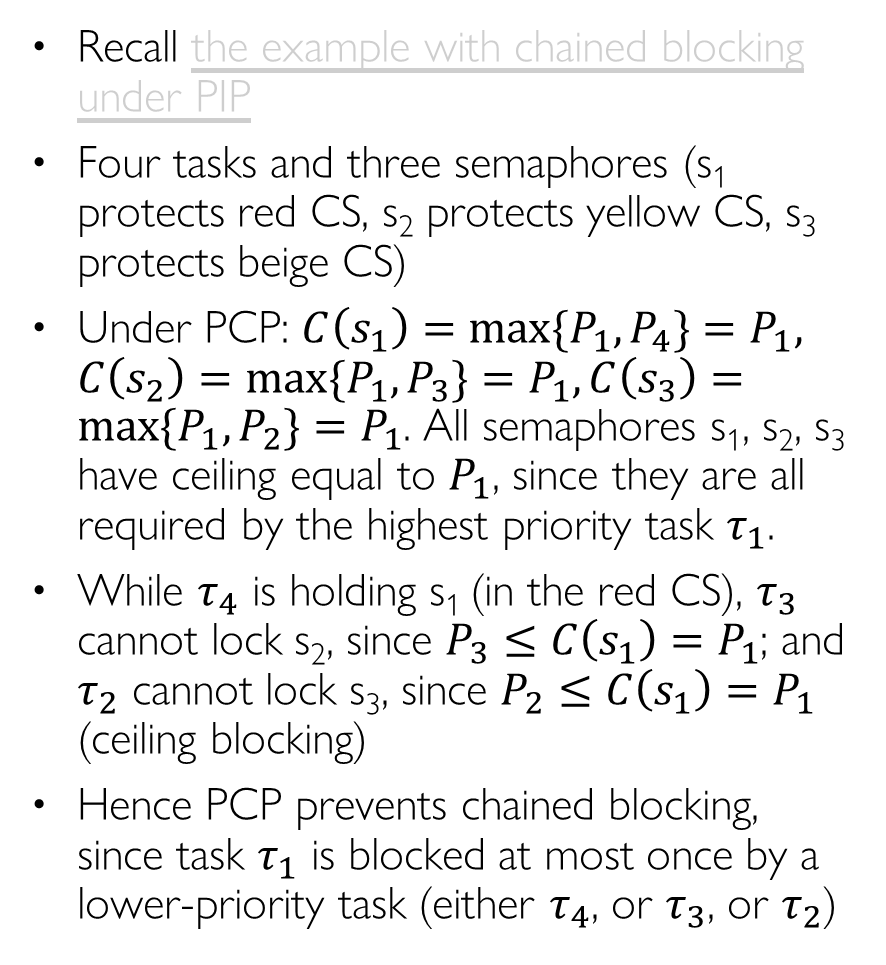 • Recall the example with chained blocking
under PIP
• Four tasks and three semaphores (s₁
protects red CS, s₂ protects yellow CS, s₃
protects beige CS)
• Under PCP: 𝑪(𝒔₁) = max{𝑷₁, 𝑷₄} = 𝑷₁,
𝑪(𝒔₂) = max{𝑷₁, 𝑷₃} = 𝑷₁, 𝑪(𝒔₃) =
max{𝑷₁, 𝑷₂} = 𝑷₁. All semaphores s₁, s₂, s₃
have ceiling equal to 𝑷₁, since they are all
required by the highest priority task 𝝉₁.
• While 𝝉₄ is holding s₁ (in the red CS), 𝝉₃
cannot lock s₂, since 𝑷₃ ≤ 𝑪(𝒔₁) = 𝑷₁; and
𝝉₂ cannot lock s₃, since 𝑷₂ ≤ 𝑪(𝒔₁) = 𝑷₁
(ceiling blocking)
• Hence PCP prevents chained blocking,
since task 𝝉₁ is blocked at most once by a
lower-priority task (either 𝝉₄, or 𝝉₃, or 𝝉₂)